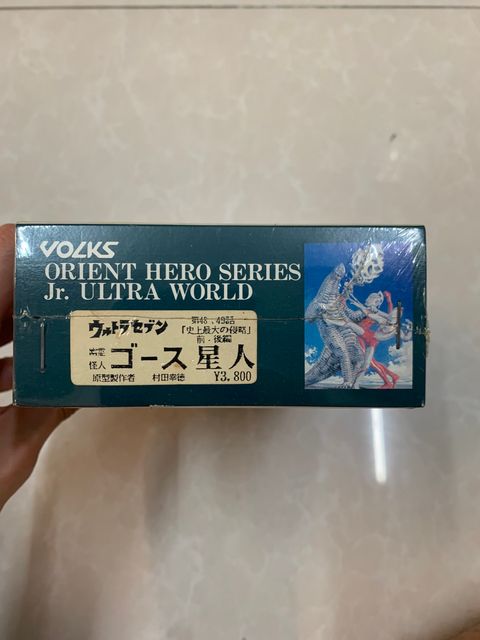 VOLKS
ORIENT HERO SERIES
Jr. ULTRA WORLD
ウルトラセブン
第48、49話
「史上最大の侵略」
前・後編
幽霊怪人
ゴース星人
原型製作者 村田幸徳 ¥3,800